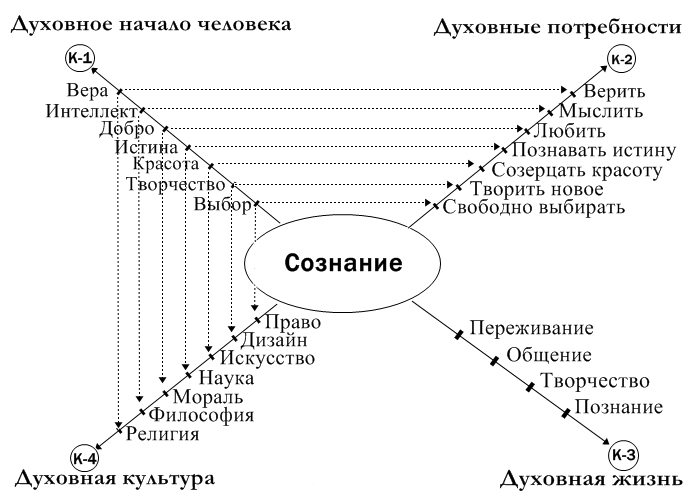 Духовное начало человека
Духовные потребности
К-1
К-2
Вера
Верить
Интеллект
Мыслить
Добро
Любить
Истина
Познавать истину
Красота
Созерцать красоту
Творчество
Творить новое
Выбор
Свободно выбирать
Сознание
Право
Переживание
Дизайн
Искусство
Общение
Наука
Творчество
Мораль
Познание
Философия
Религия
К-4
К-3
Духовная культура
Духовная жизнь